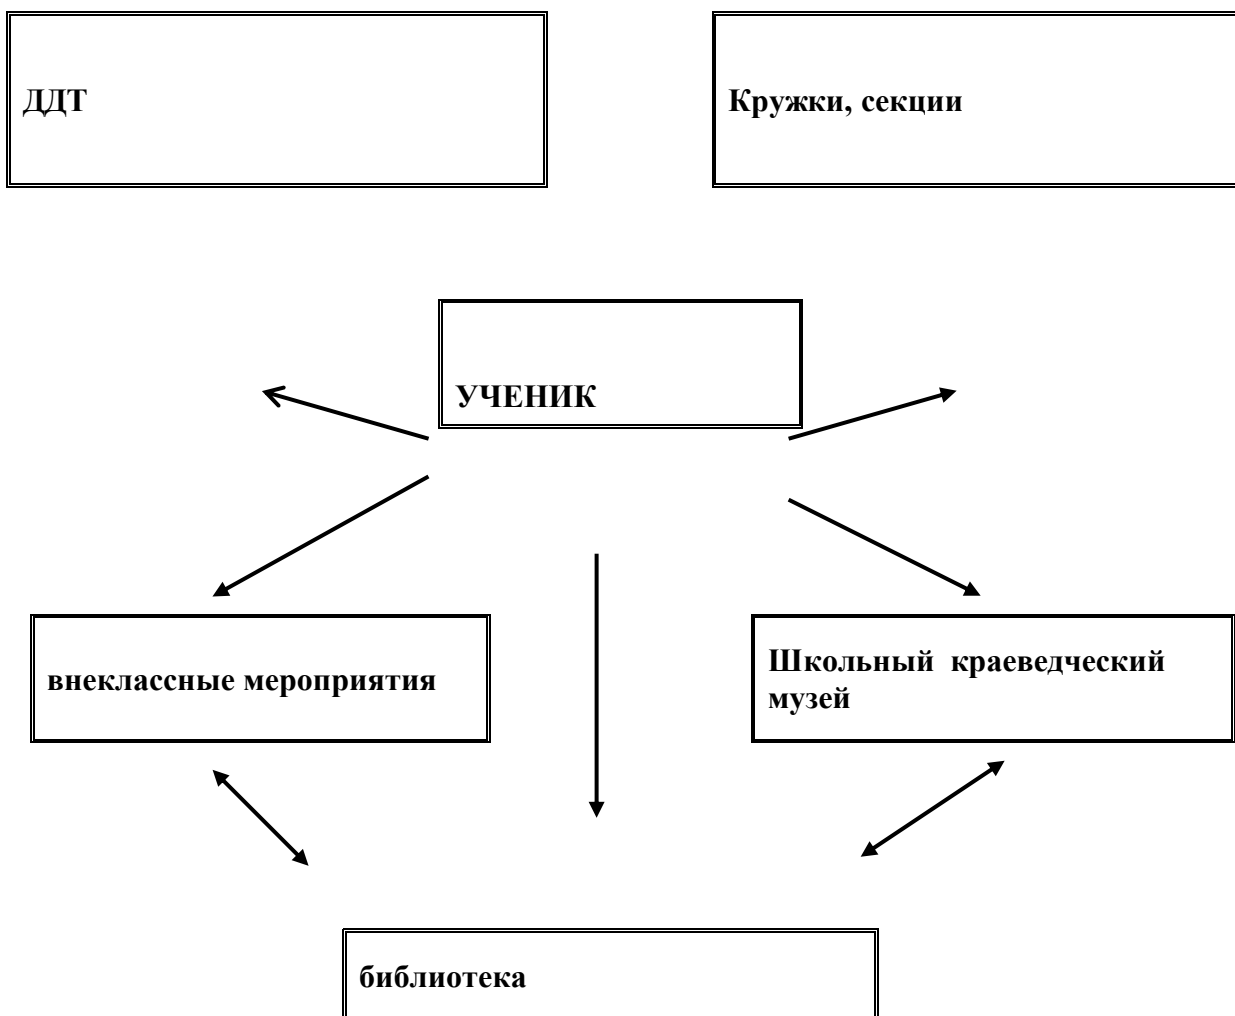 ДДТ
Кружки, секции
УЧЕНИК
внеклассные мероприятия
Школьный краеведческий
музей
библиотека